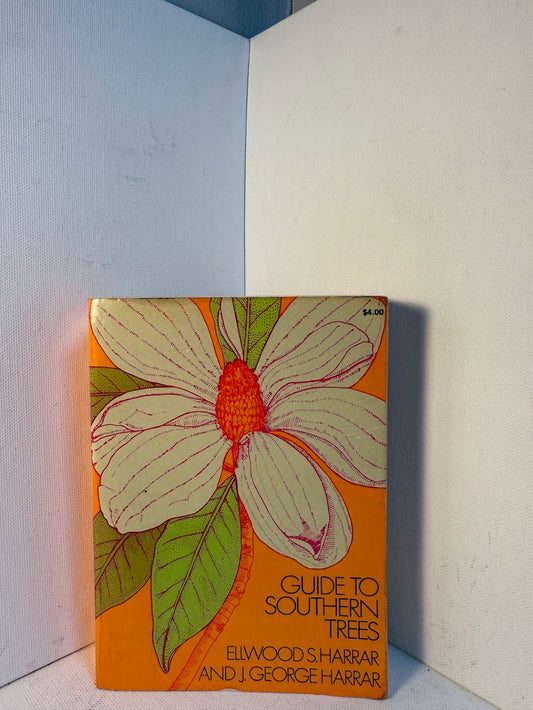 $4.00
GUIDE TO
SOUTHERN
TREES
ELLWOOD S. HARRAR
AND J. GEORGE HARRAR